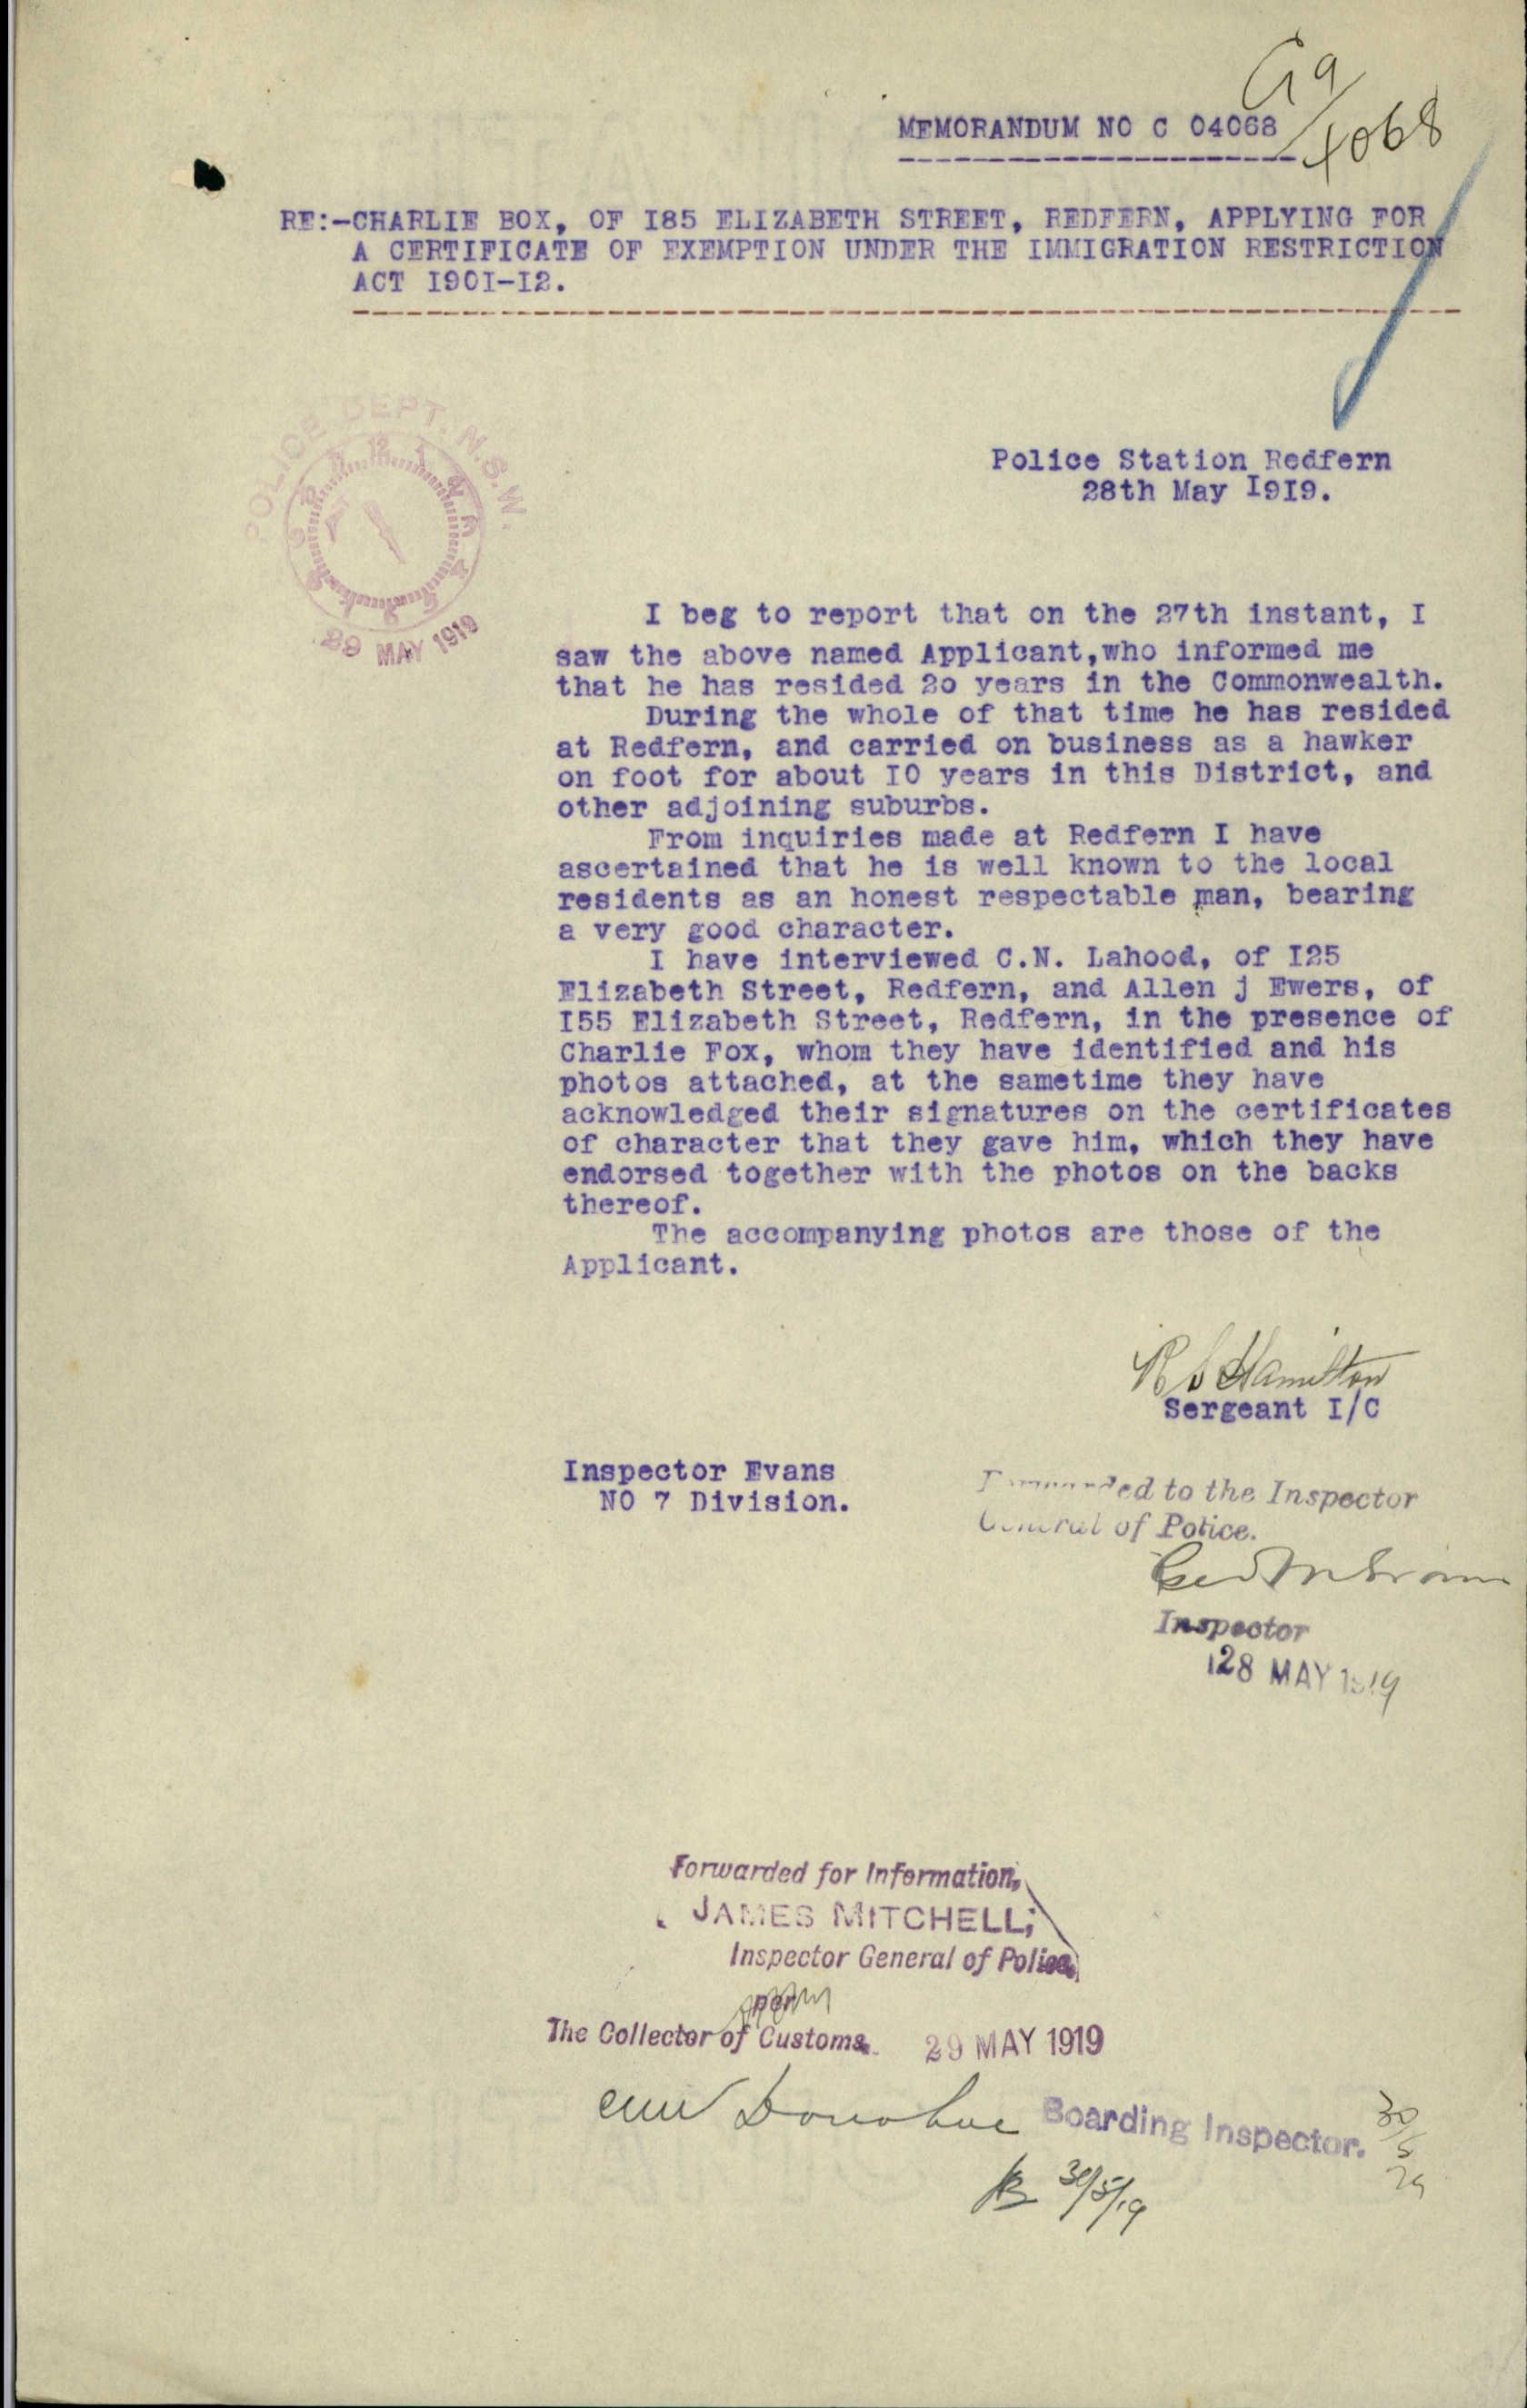 C19/4068
MEMORANDUM NO C 04068
RE:-CHARLIE BOX, OF I85 ELIZABETH STREET, REDFERN, APPLYING FOR
A CERTIFICATE OF EXEMPTION UNDER THE IMMIGRATION RESTRICTION
ACT I90I-I2.
POLICE DEPT. N.S.W.
29 MAY 1919
Police Station Redfern
28th May I9I9.
I beg to report that on the 27th instant, I
saw the above named Applicant,who informed me
that he has resided 20 years in the Commonwealth.
During the whole of that time he has resided
at Redfern, and carried on business as a hawker
on foot for about I0 years in this District, and
other adjoining suburbs.
From inquiries made at Redfern I have
ascertained that he is well known to the local
residents as an honest respectable man, bearing
a very good character.
I have interviewed C.N. Lahood, of I25
Elizabeth Street, Redfern, and Allen j Ewers, of
I55 Elizabeth Street, Redfern, in the presence of
Charlie Fox, whom they have identified and his
photos attached, at the sametime they have
acknowledged their signatures on the certificates
of character that they gave him, which they have
endorsed together with the photos on the backs
thereof.
The accompanying photos are those of the
Applicant.
R S Hamilton
Sergeant I/C
Inspector Evans
NO 7 Division.
Forwarded to the Inspector
General of Police.
Inspector
28 MAY 1919
Forwarded for Information,
JAMES MITCHELL,
Inspector General of Police.
per
The Collector of Customs.
29 MAY 1919
Donohue Boarding Inspector.
30/5/19